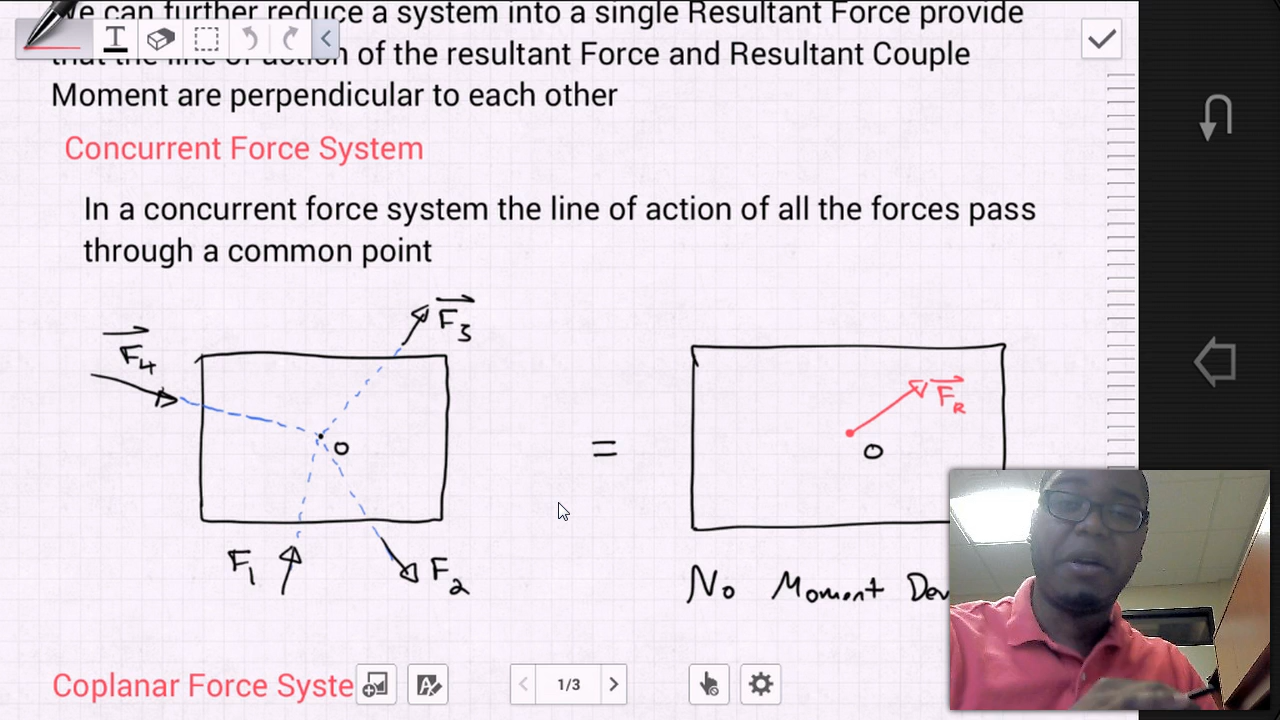 We can further reduce a system into a single Resultant Force provide
that the line of action of the resultant Force and Resultant Couple
Moment are perpendicular to each other
Concurrent Force System
In a concurrent force system the line of action of all the forces pass
through a common point
F3
F4
FR
O
=
O
F1
F2
No Moment Dev
Coplanar Force Syste
1/3
T